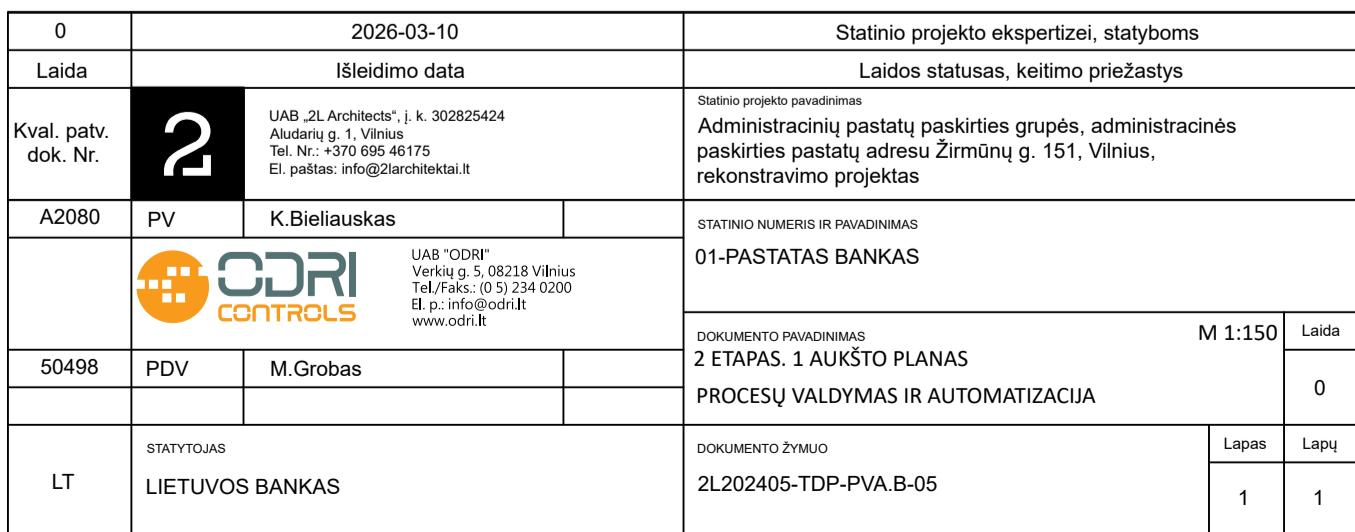 0
2026-03-10
Statinio projekto ekspertizei, statyboms
Laida
Išleidimo data
Laidos statusas, keitimo priežastys
Kval. patv.
dok. Nr.
2
UAB „2L Architects“, į. k. 302825424
Aludarių g. 1, Vilnius
Tel. Nr.: +370 695 46175
El. paštas: info@2larchitektai.lt
Statinio projekto pavadinimas
Administracinių pastatų paskirties grupės, administracinės
paskirties pastatų adresu Žirmūnų g. 151, Vilnius,
rekonstravimo projektas
A2080
PV
K.Bieliauskas
STATINIO NUMERIS IR PAVADINIMAS
01-PASTATAS BANKAS
ODRI
CONTROLS
UAB "ODRI"
Verkių g. 5, 08218 Vilnius
Tel./Faks.: (0 5) 234 0200
El. p.: info@odri.lt
www.odri.lt
DOKUMENTO PAVADINIMAS
M 1:150
Laida
2 ETAPAS. 1 AUKŠTO PLANAS
PROCESŲ VALDYMAS IR AUTOMATIZACIJA
0
50498
PDV
M.Grobas
LT
STATYTOJAS
LIETUVOS BANKAS
DOKUMENTO ŽYMUO
2L202405-TDP-PVA.B-05
Lapas
Lapų
1
1